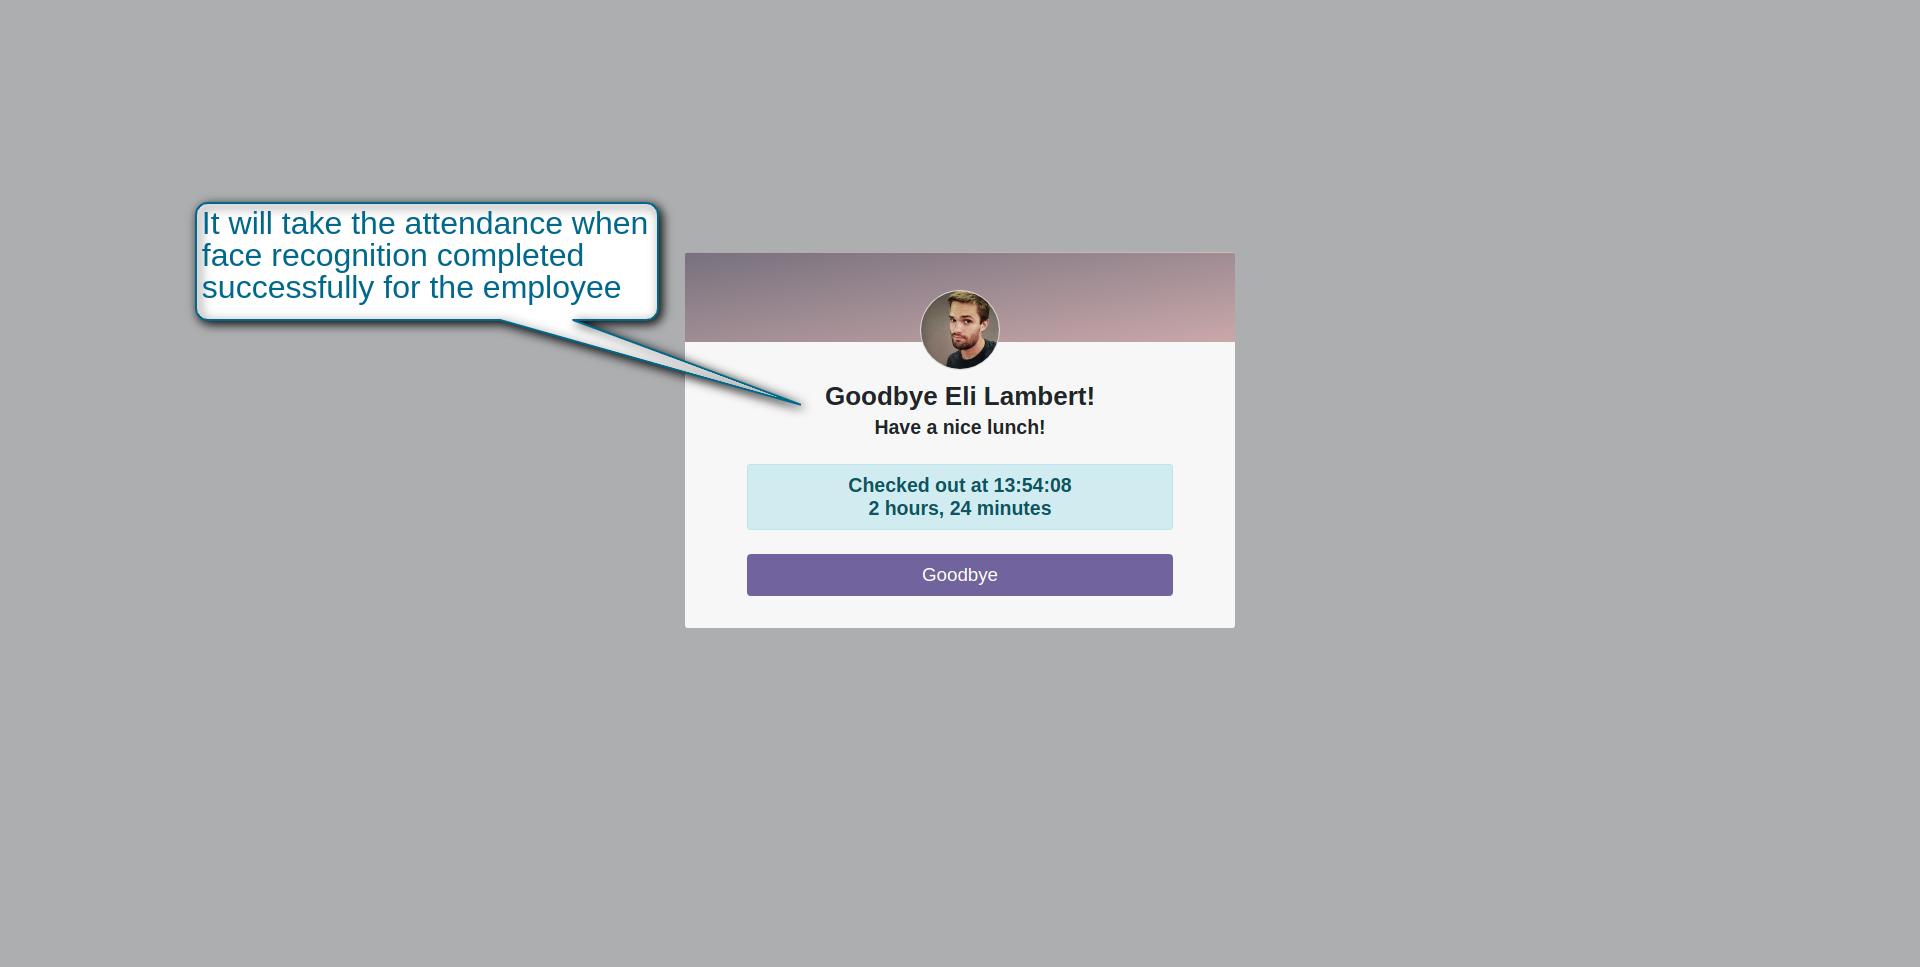 It will take the attendance when
face recognition completed
successfully for the employee
Goodbye Eli Lambert!
Have a nice lunch!
Checked out at 13:54:08
2 hours, 24 minutes
Goodbye